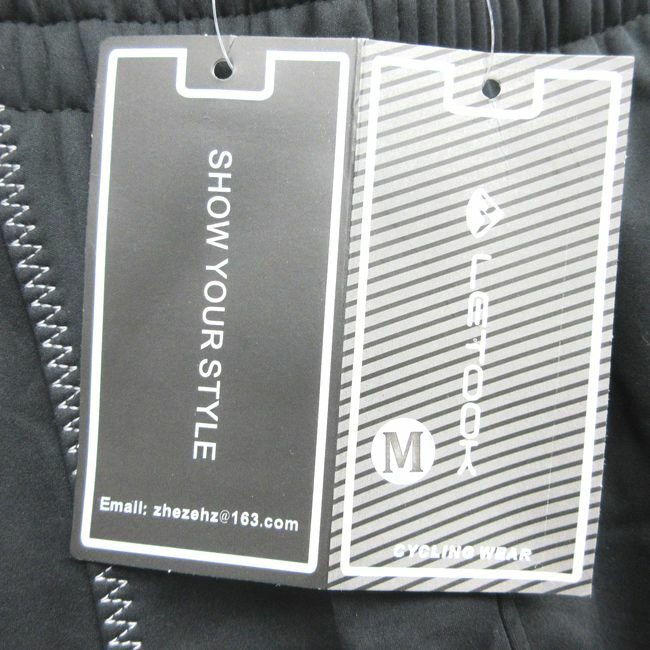 SHOW YOUR STYLE
Email: zhezehz@163.com
LETOOK
M
CYCLING WEAR